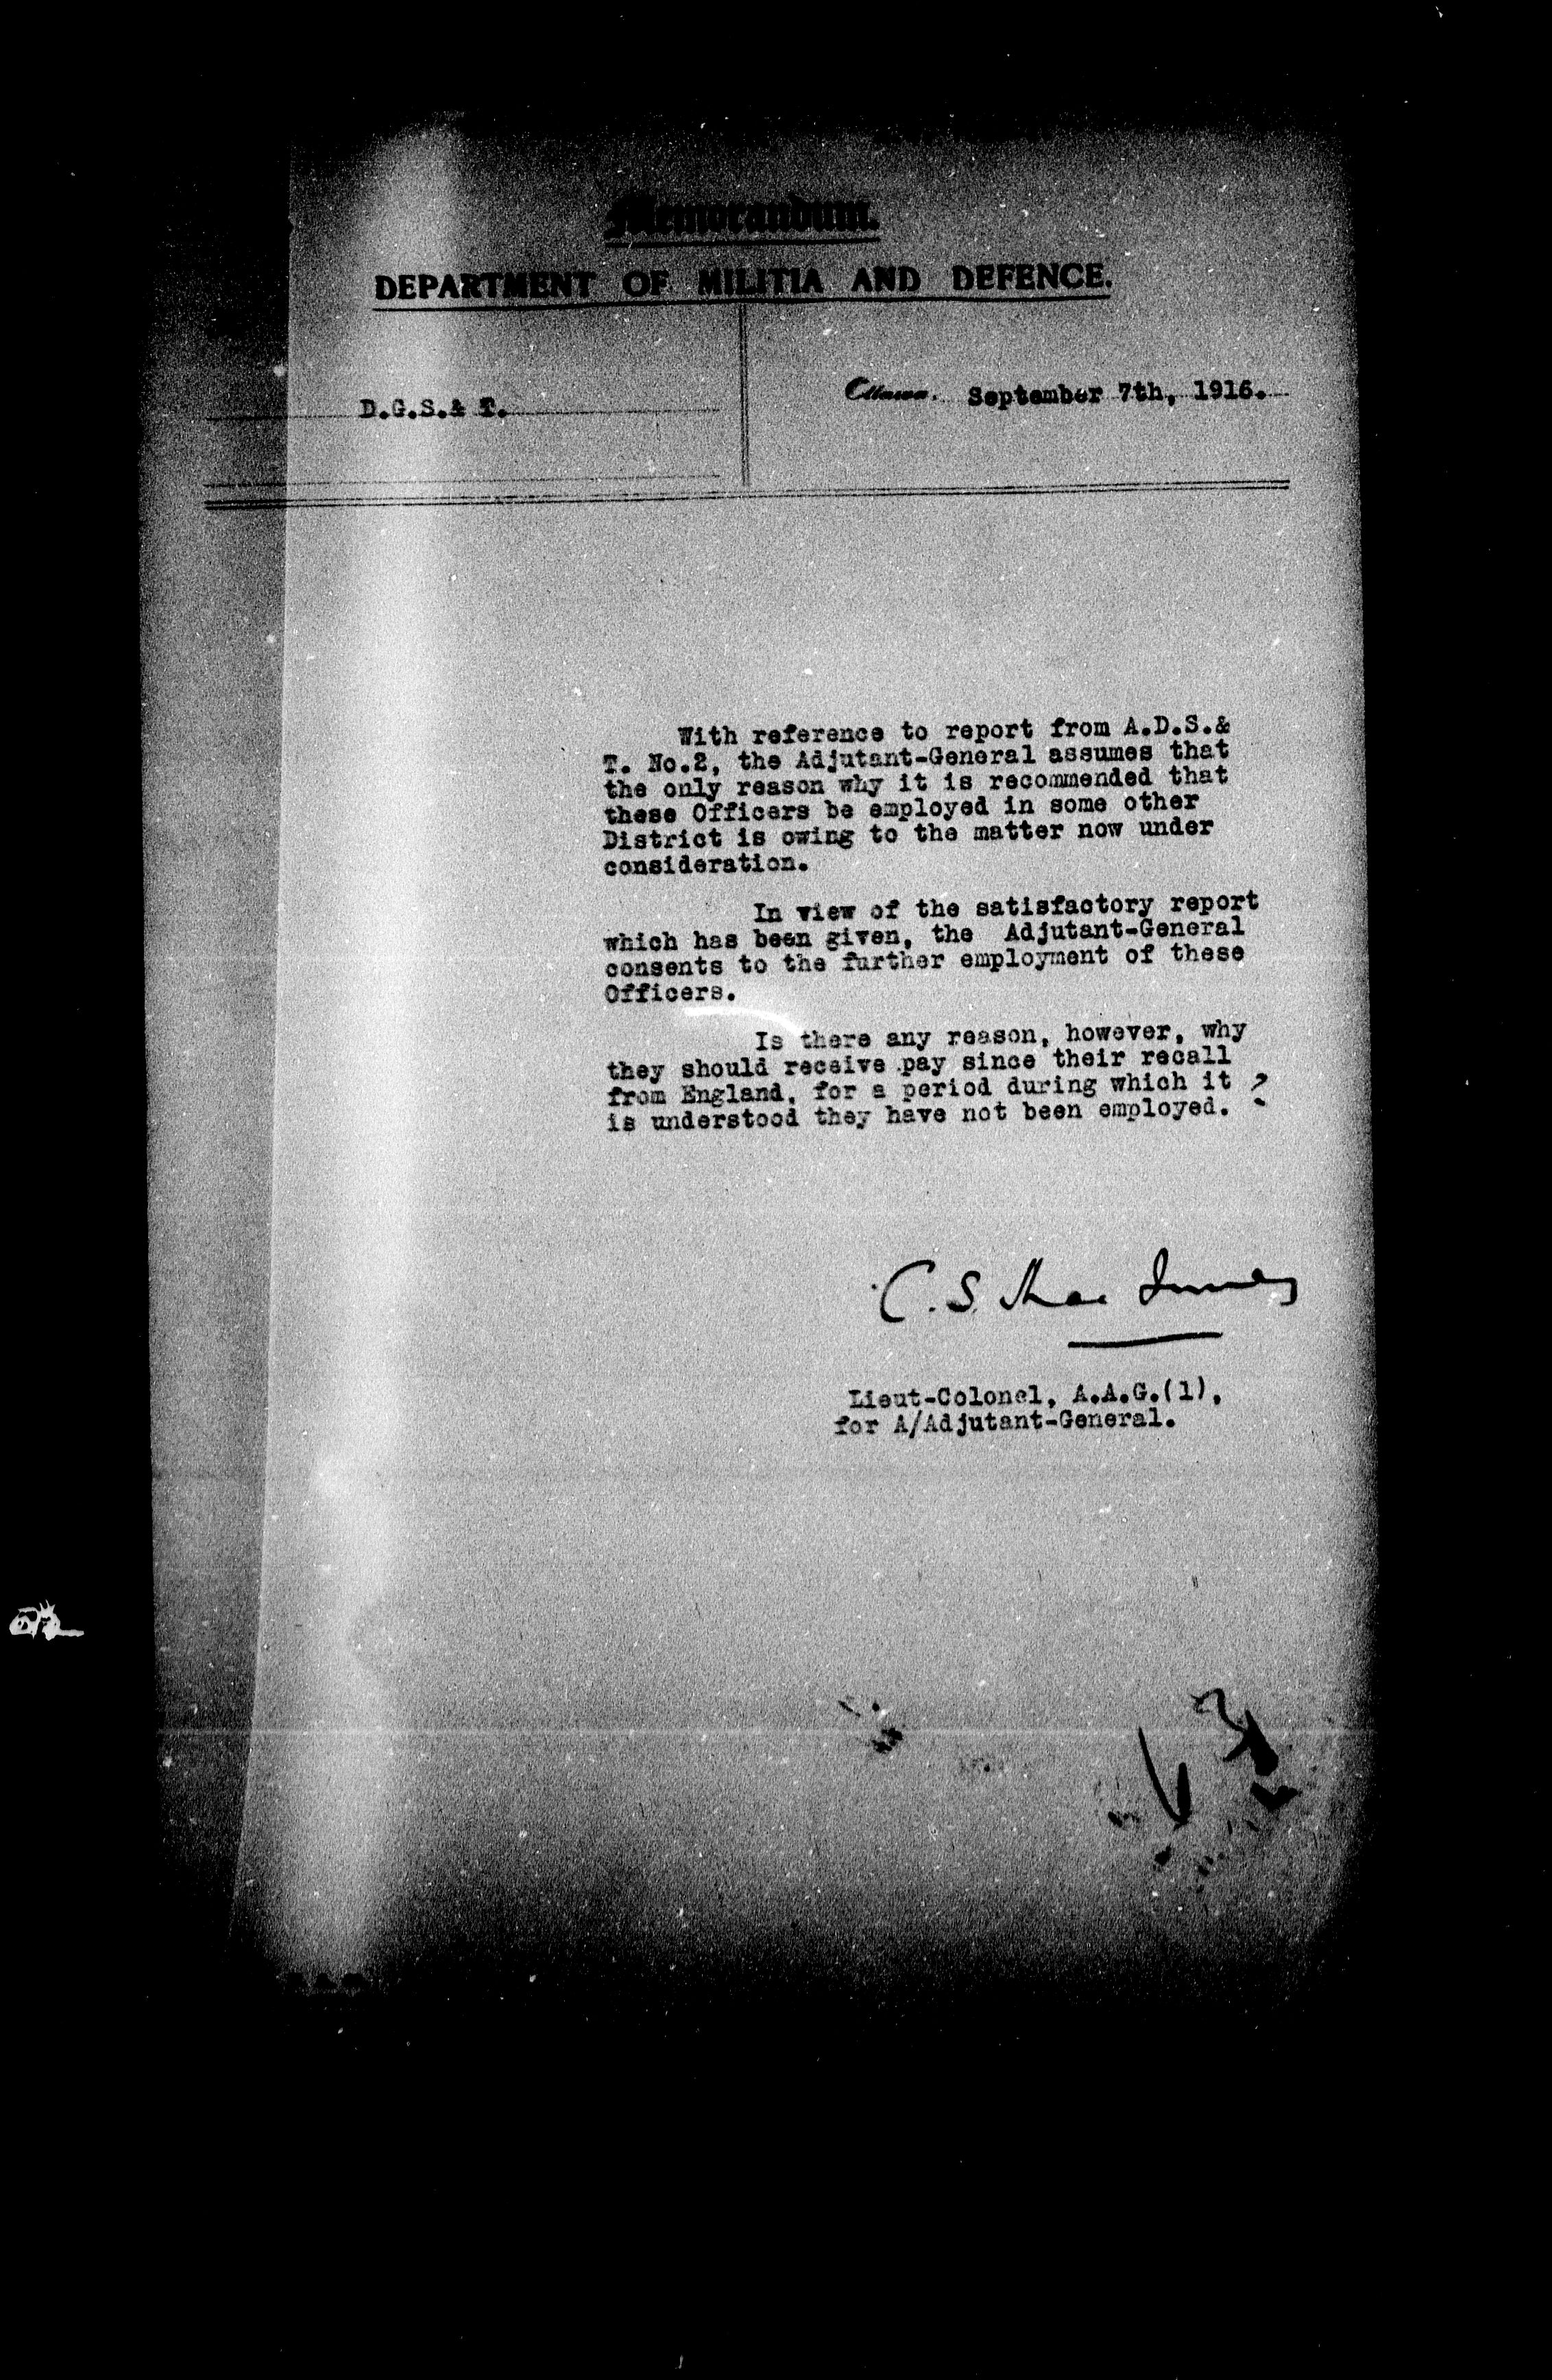 Memorandum.
DEPARTMENT OF MILITIA AND DEFENCE.
D.G.S.& T.
Ottawa, September 7th, 1916.
With reference to report from A.D.S.&
T. No.2, the Adjutant-General assumes that
the only reason why it is recommended that
these Officers be employed in some other
District is owing to the matter now under
consideration.
In view of the satisfactory report
which has been given, the Adjutant-General
consents to the further employment of these
Officers.
Is there any reason, however, why
they should receive pay since their recall
from England, for a period during which it ?
is understood they have not been employed.
C.S. MacInnes
Lieut-Colonel, A.A.G.(1),
for A/Adjutant-General.